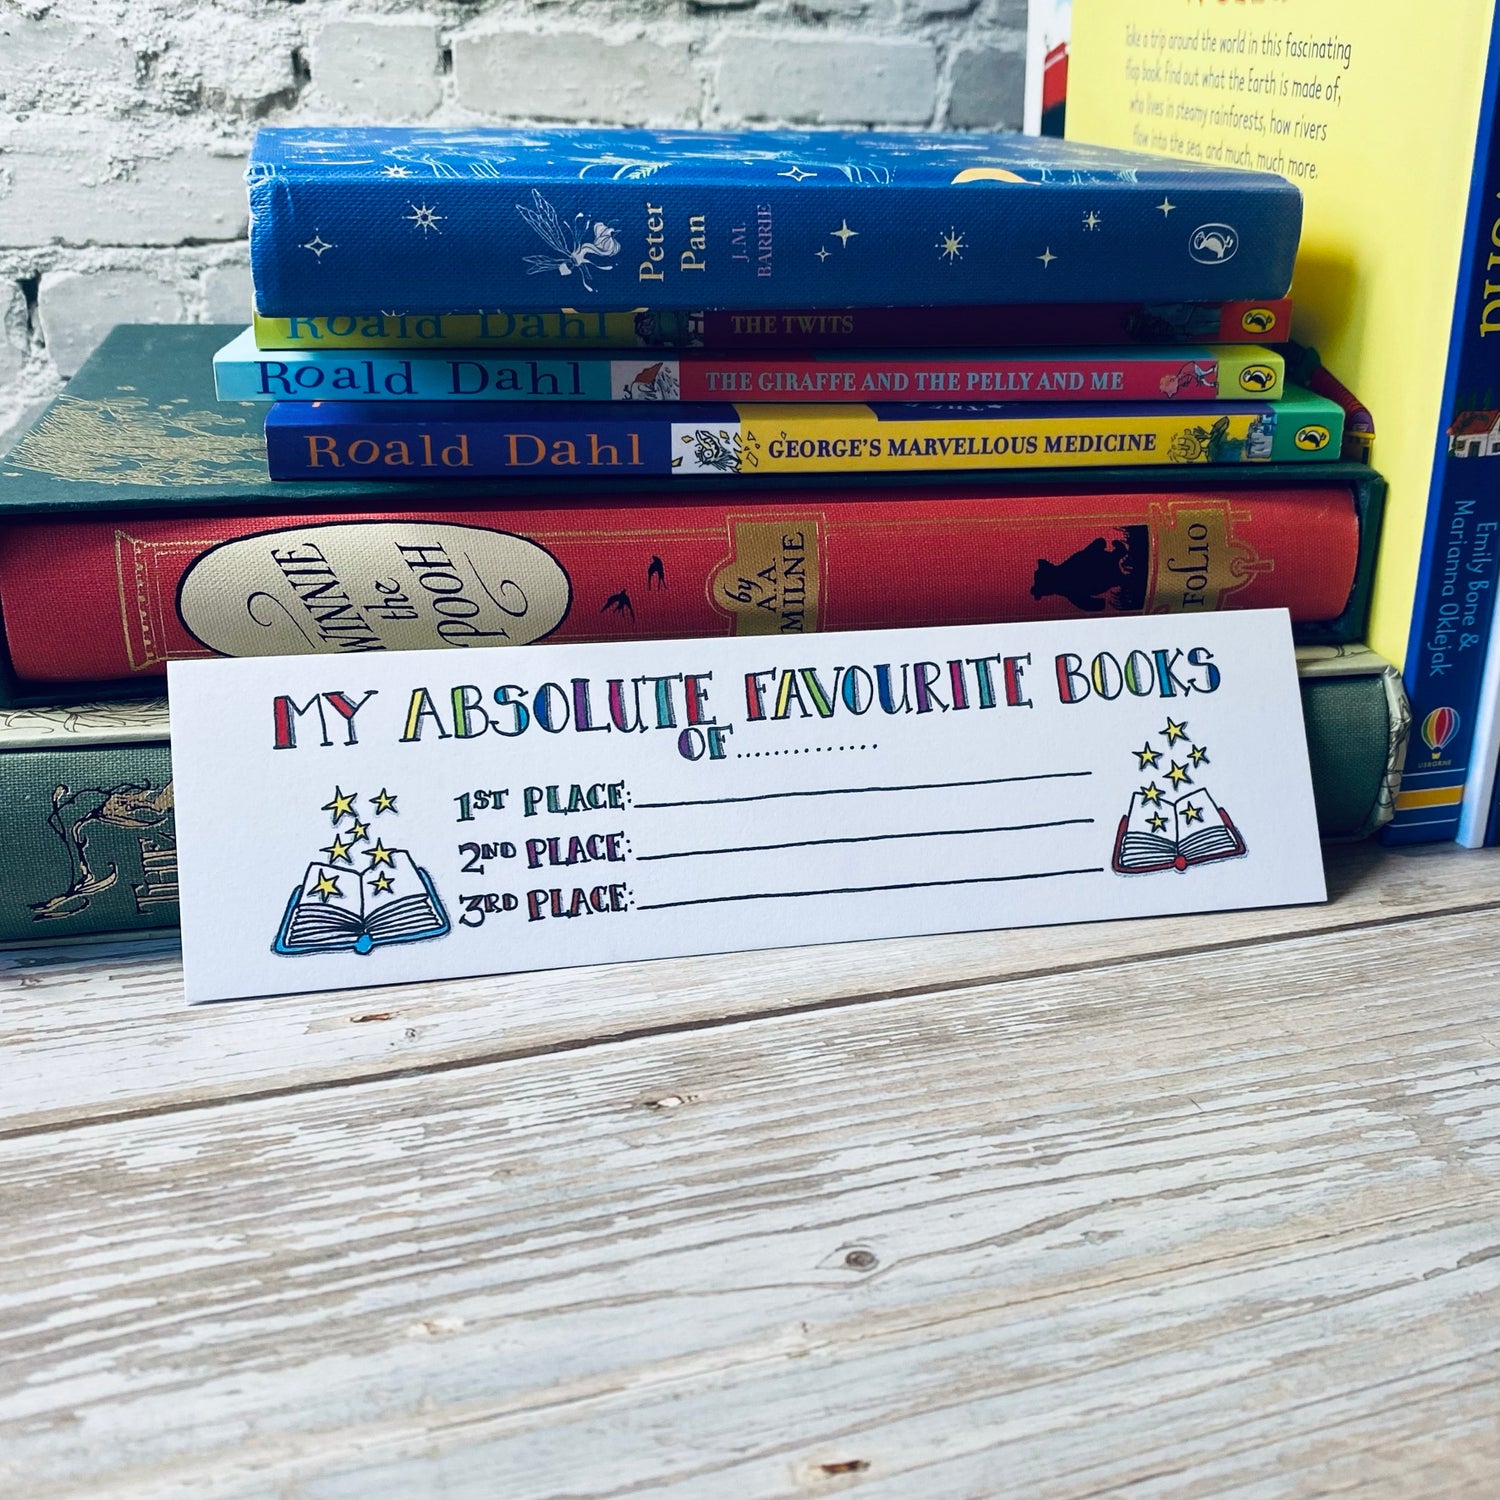 Take a trip around the world in this fascinating
flap book. Find out what the Earth is made of,
who lives in steamy rainforests, how rivers
flow into the sea, and much, much more.
Peter
Pan
J.M.
BARRIE
Roald Dahl THE TWITS
Roald Dahl THE GIRAFFE AND THE PELLY AND ME
Roald Dahl GEORGE'S MARVELLOUS MEDICINE
WINNIE
the
POOH
by
A.A.
MILNE
FOLIO
Emily Bone &
Marianna Oklejak
USBORNE
THE
MY ABSOLUTE FAVOURITE BOOKS
OF.............
1ST PLACE:
2ND PLACE:
3RD PLACE: